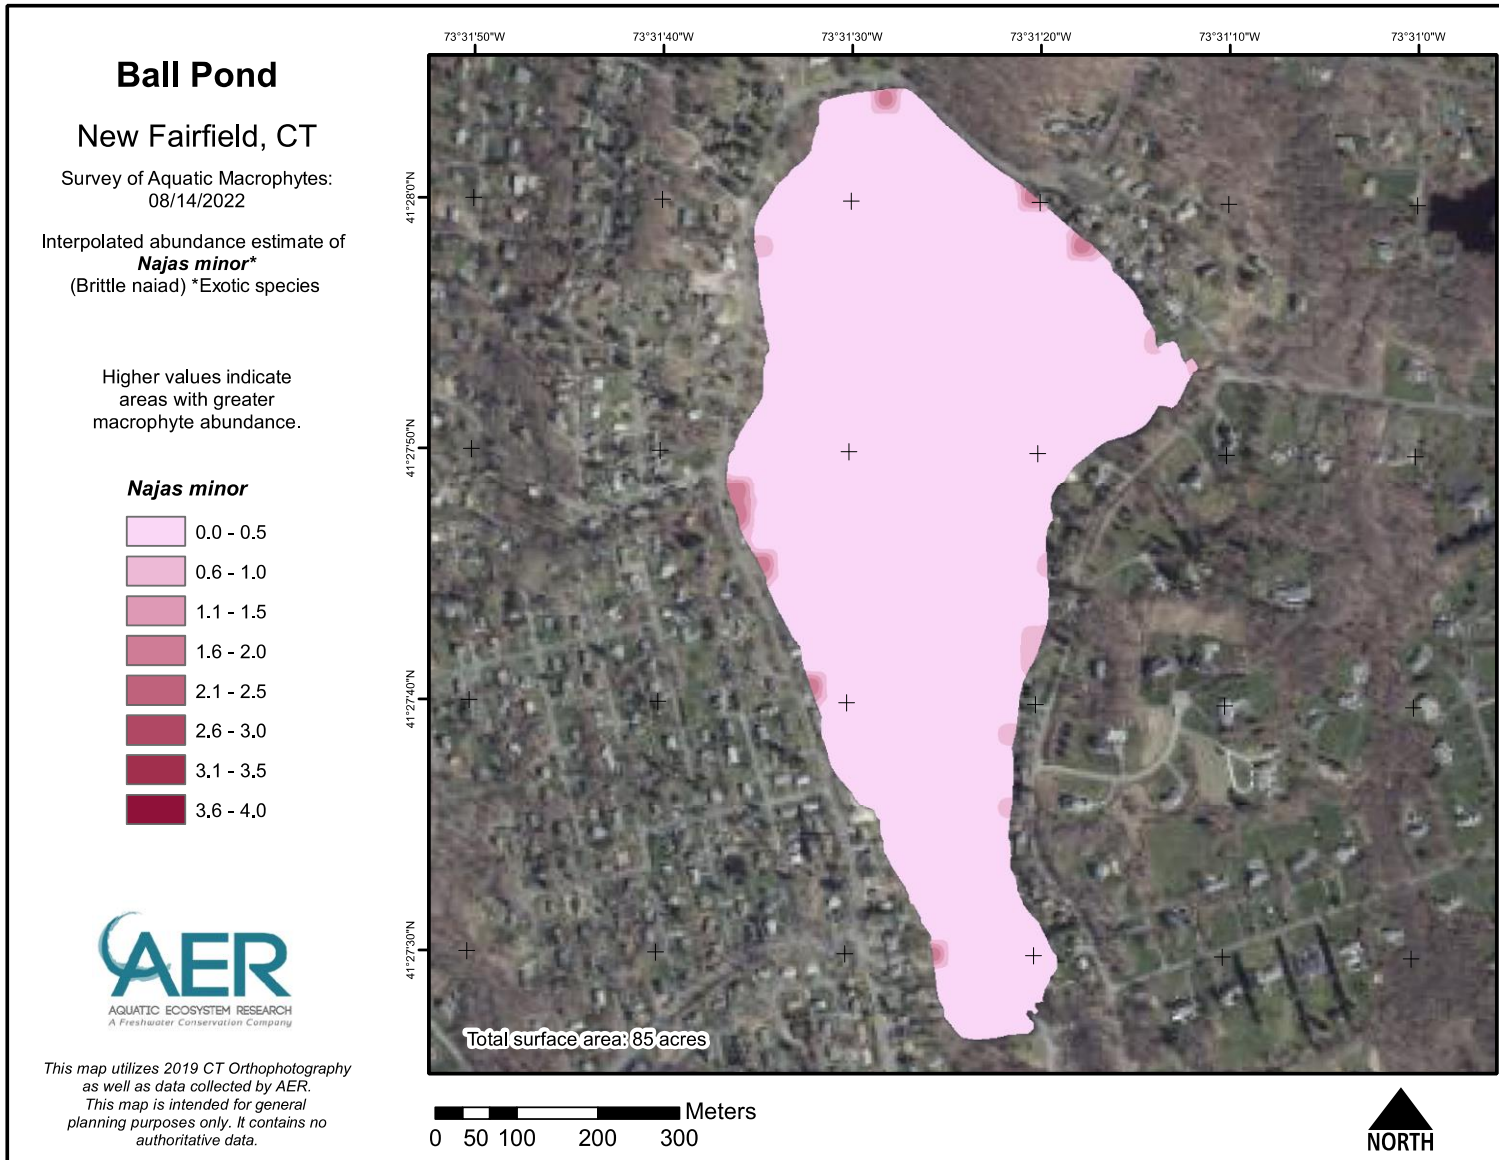 Ball Pond
New Fairfield, CT
Survey of Aquatic Macrophytes:
08/14/2022
Interpolated abundance estimate of
Najas minor*
(Brittle naiad) *Exotic species
Higher values indicate
areas with greater
macrophyte abundance.
Najas minor
0.0 - 0.5
0.6 - 1.0
1.1 - 1.5
1.6 - 2.0
2.1 - 2.5
2.6 - 3.0
3.1 - 3.5
3.6 - 4.0
AER
AQUATIC ECOSYSTEM RESEARCH
A Freshwater Conservation Company
This map utilizes 2019 CT Orthophotography
as well as data collected by AER.
This map is intended for general
planning purposes only. It contains no
authoritative data.
73°31'50"W 73°31'40"W 73°31'30"W 73°31'20"W 73°31'10"W 73°31'0"W
41°28'0"N
41°27'50"N
41°27'40"N
41°27'30"N
Total surface area: 85 acres
Meters
0 50 100 200 300
NORTH